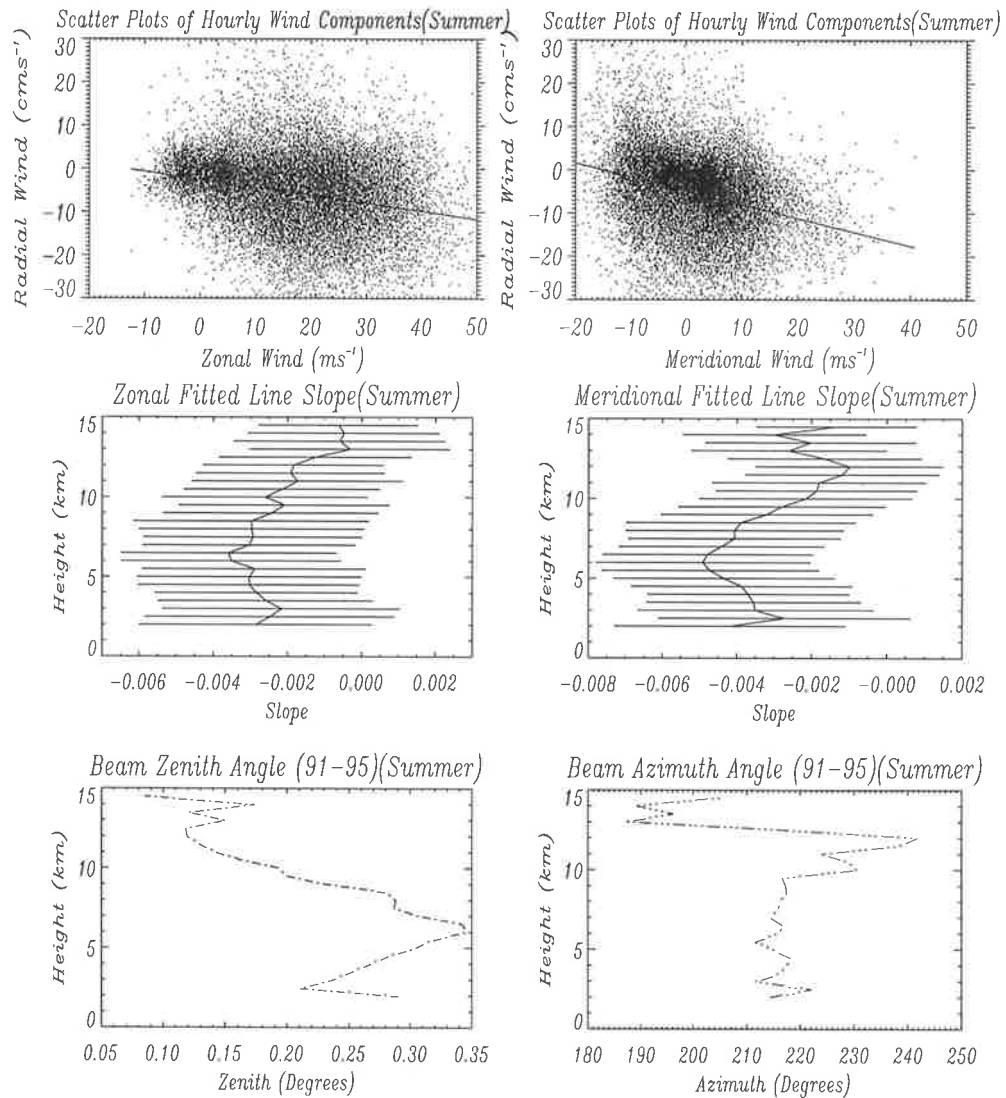 Scatter Plots of Hourly Wind Components(Summer)
Radial Wind (cms⁻¹)
30
20
10
0
-10
-20
-30
-20 -10 0 10 20 30 40 50
Zonal Wind (ms⁻¹)
Scatter Plots of Hourly Wind Components(Summer)
Radial Wind (cms⁻¹)
30
20
10
0
-10
-20
-30
-20 -10 0 10 20 30 40 50
Meridional Wind (ms⁻¹)
Zonal Fitted Line Slope(Summer)
Height (km)
15
10
5
0
-0.006 -0.004 -0.002 0.000 0.002
Slope
Meridional Fitted Line Slope(Summer)
Height (km)
15
10
5
0
-0.008 -0.006 -0.004 -0.002 -0.000 0.002
Slope
Beam Zenith Angle (91-95)(Summer)
Height (km)
15
10
5
0
0.05 0.10 0.15 0.20 0.25 0.30 0.35
Zenith (Degrees)
Beam Azimuth Angle (91-95)(Summer)
Height (km)
15
10
5
0
180 190 200 210 220 230 240 250
Azimuth (Degrees)